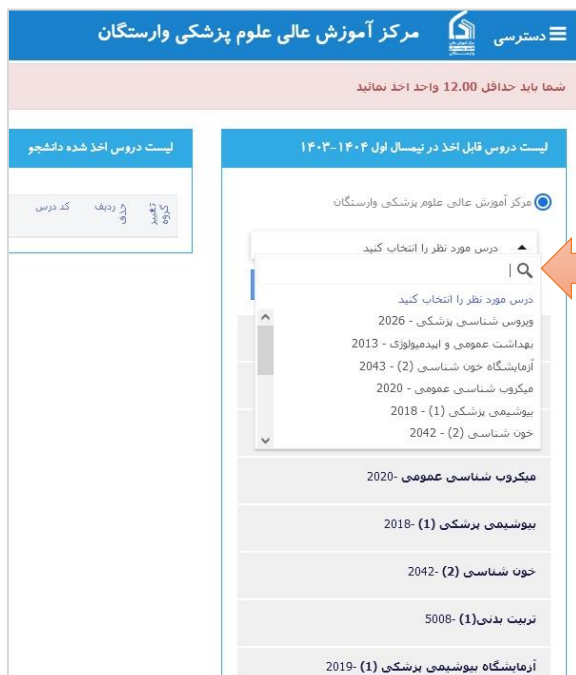 دسترسی
مرکز آموزش عالی علوم پزشکی وارستگان
شما باید حداقل 12.00 واحد اخذ نمائید
لیست دروس قابل اخذ در نیمسال اول ۱۴۰۴-۱۴۰۳
مرکز آموزش عالی علوم پزشکی وارستگان
درس مورد نظر را انتخاب کنید
درس مورد نظر را انتخاب کنید
ویروس شناسی پزشکی - 2026
بهداشت عمومی و اپیدمیولوژی - 2013
آزمایشگاه خون شناسی (2) - 2043
میکروب شناسی عمومی - 2020
بیوشیمی پزشکی (1) - 2018
خون شناسی (2) - 2042
میکروب شناسی عمومی -2020
بیوشیمی پزشکی (1) -2018
خون شناسی (2) -2042
تربیت بدنی(1) -5008
آزمایشگاه بیوشیمی پزشکی (1) -2019
لیست دروس اخذ شده دانشجو
تغییر گروه
حذف
ردیف
کد درس